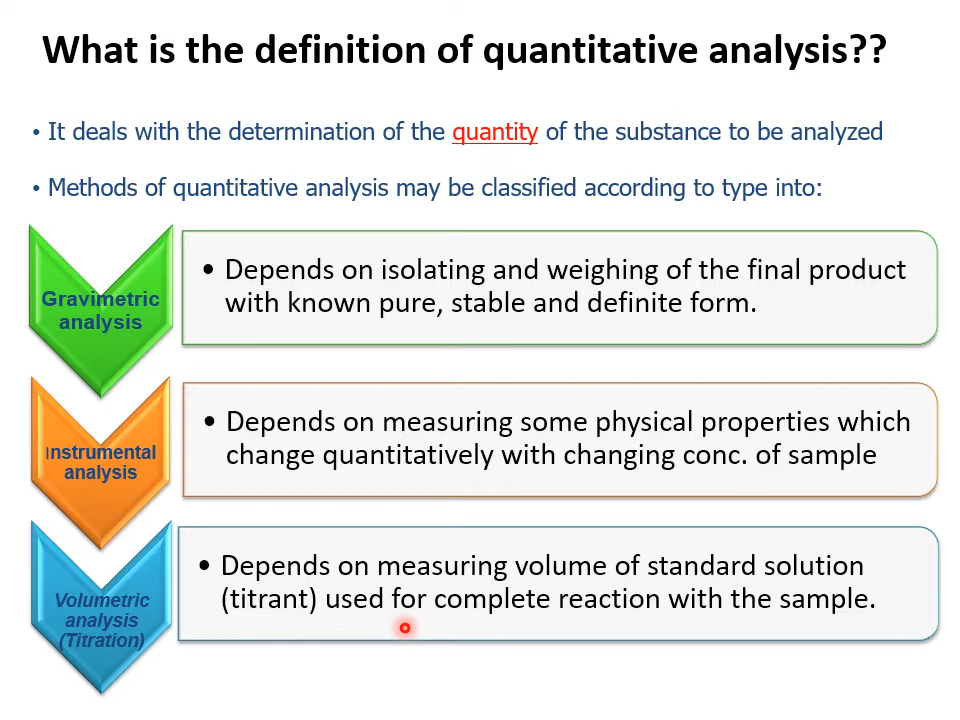 What is the definition of quantitative analysis??
• It deals with the determination of the quantity of the substance to be analyzed
• Methods of quantitative analysis may be classified according to type into:
Gravimetric
analysis
• Depends on isolating and weighing of the final product
with known pure, stable and definite form.
Instrumental
analysis
• Depends on measuring some physical properties which
change quantitatively with changing conc. of sample
Volumetric
analysis
(Titration)
• Depends on measuring volume of standard solution
(titrant) used for complete reaction with the sample.